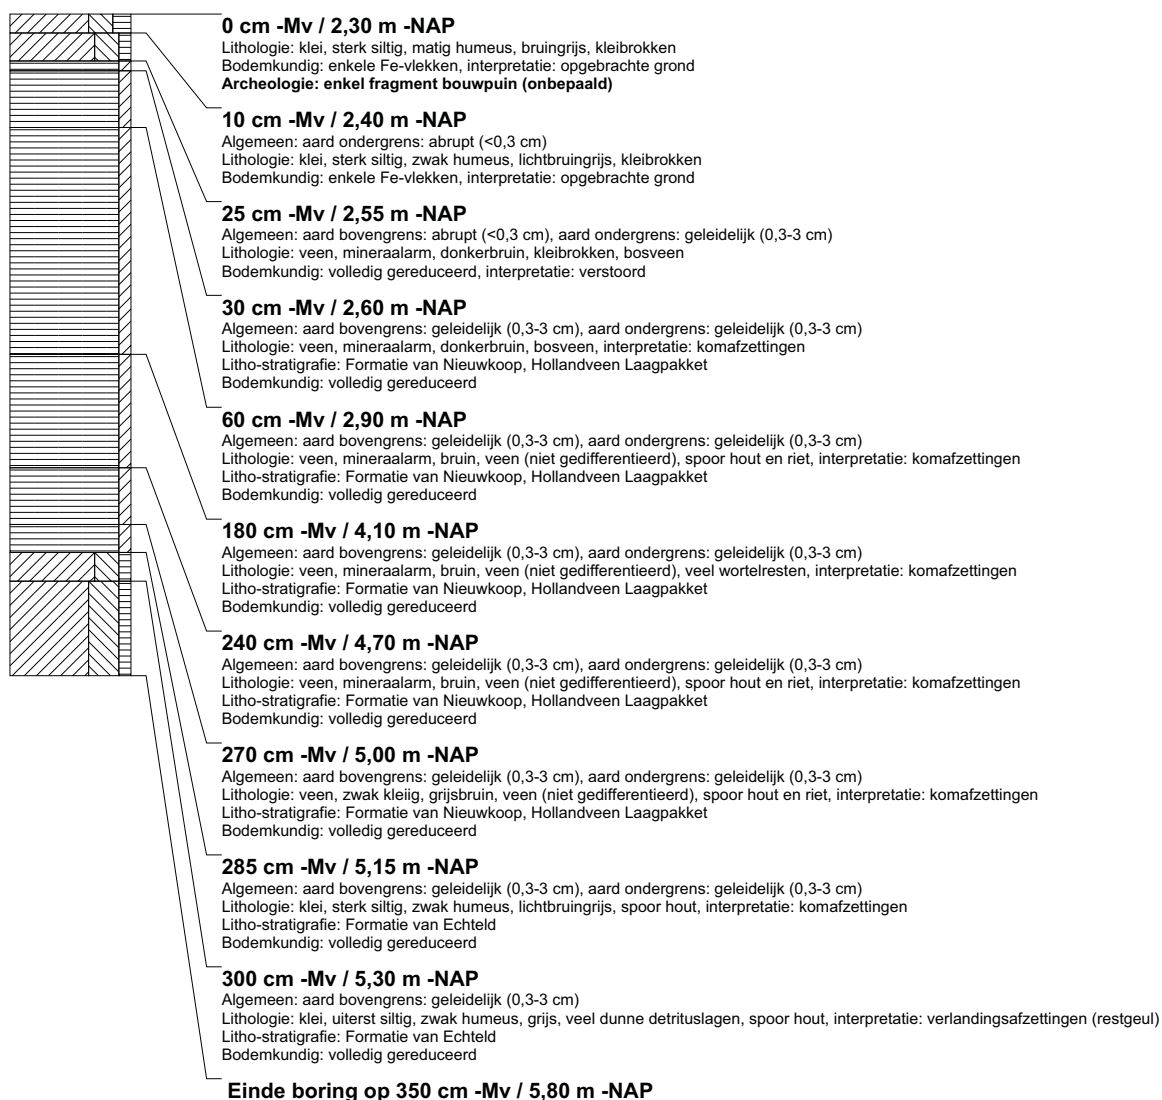 0 cm -Mv / 2,30 m -NAP
Lithologie: klei, sterk siltig, matig humeus, bruingrijs, kleibrokken
Bodemkundig: enkele Fe-vlekken, interpretatie: opgebrachte grond
Archeologie: enkel fragment bouwpuin (onbepaald)
10 cm -Mv / 2,40 m -NAP
Algemeen: aard ondergrens: abrupt (<0,3 cm)
Lithologie: klei, sterk siltig, zwak humeus, lichtbruingrijs, kleibrokken
Bodemkundig: enkele Fe-vlekken, interpretatie: opgebrachte grond
25 cm -Mv / 2,55 m -NAP
Algemeen: aard bovengrens: abrupt (<0,3 cm), aard ondergrens: geleidelijk (0,3-3 cm)
Lithologie: veen, mineraalarm, donkerbruin, kleibrokken, bosveen
Bodemkundig: volledig gereduceerd, interpretatie: verstoord
30 cm -Mv / 2,60 m -NAP
Algemeen: aard bovengrens: geleidelijk (0,3-3 cm), aard ondergrens: geleidelijk (0,3-3 cm)
Lithologie: veen, mineraalarm, donkerbruin, bosveen, interpretatie: komafzettingen
Litho-stratigrafie: Formatie van Nieuwkoop, Hollandveen Laagpakket
Bodemkundig: volledig gereduceerd
60 cm -Mv / 2,90 m -NAP
Algemeen: aard bovengrens: geleidelijk (0,3-3 cm), aard ondergrens: geleidelijk (0,3-3 cm)
Lithologie: veen, mineraalarm, bruin, veen (niet gedifferentieerd), spoor hout en riet, interpretatie: komafzettingen
Litho-stratigrafie: Formatie van Nieuwkoop, Hollandveen Laagpakket
Bodemkundig: volledig gereduceerd
180 cm -Mv / 4,10 m -NAP
Algemeen: aard bovengrens: geleidelijk (0,3-3 cm), aard ondergrens: geleidelijk (0,3-3 cm)
Lithologie: veen, mineraalarm, bruin, veen (niet gedifferentieerd), veel wortelresten, interpretatie: komafzettingen
Litho-stratigrafie: Formatie van Nieuwkoop, Hollandveen Laagpakket
Bodemkundig: volledig gereduceerd
240 cm -Mv / 4,70 m -NAP
Algemeen: aard bovengrens: geleidelijk (0,3-3 cm), aard ondergrens: geleidelijk (0,3-3 cm)
Lithologie: veen, mineraalarm, bruin, veen (niet gedifferentieerd), spoor hout en riet, interpretatie: komafzettingen
Litho-stratigrafie: Formatie van Nieuwkoop, Hollandveen Laagpakket
Bodemkundig: volledig gereduceerd
270 cm -Mv / 5,00 m -NAP
Algemeen: aard bovengrens: geleidelijk (0,3-3 cm), aard ondergrens: geleidelijk (0,3-3 cm)
Lithologie: veen, zwak kleiig, grijsbruin, veen (niet gedifferentieerd), spoor hout en riet, interpretatie: komafzettingen
Litho-stratigrafie: Formatie van Nieuwkoop, Hollandveen Laagpakket
Bodemkundig: volledig gereduceerd
285 cm -Mv / 5,15 m -NAP
Algemeen: aard bovengrens: geleidelijk (0,3-3 cm), aard ondergrens: geleidelijk (0,3-3 cm)
Lithologie: klei, sterk siltig, zwak humeus, lichtbruingrijs, spoor hout, interpretatie: komafzettingen
Litho-stratigrafie: Formatie van Echteld
Bodemkundig: volledig gereduceerd
300 cm -Mv / 5,30 m -NAP
Algemeen: aard bovengrens: geleidelijk (0,3-3 cm)
Lithologie: klei, uiterst siltig, zwak humeus, grijs, veel dunne detrituslagen, spoor hout, interpretatie: verlandingsafzettingen (restgeul)
Litho-stratigrafie: Formatie van Echteld
Bodemkundig: volledig gereduceerd
Einde boring op 350 cm -Mv / 5,80 m -NAP